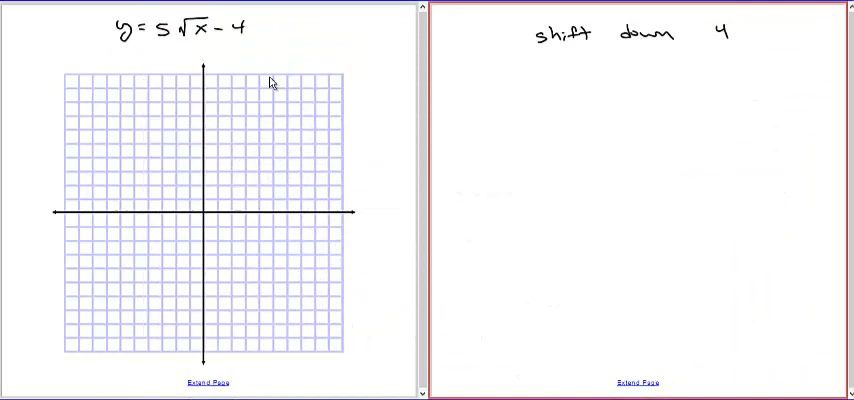 y = 5 √x - 4
shift down 4
Extend Page
Extend Page